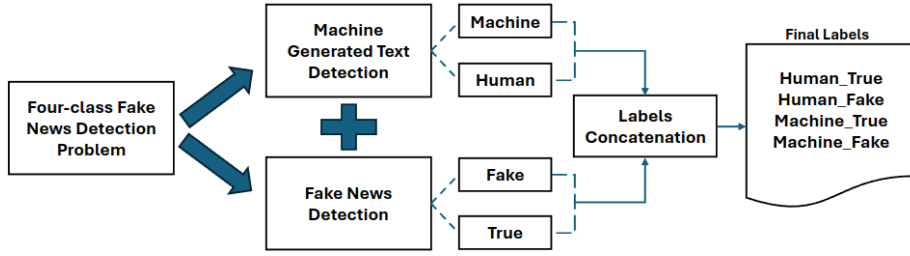 Four-class Fake
News Detection
Problem
Machine
Generated Text
Detection
Machine
Human
Fake News
Detection
Fake
True
Labels
Concatenation
Final Labels
Human_True
Human_Fake
Machine_True
Machine_Fake